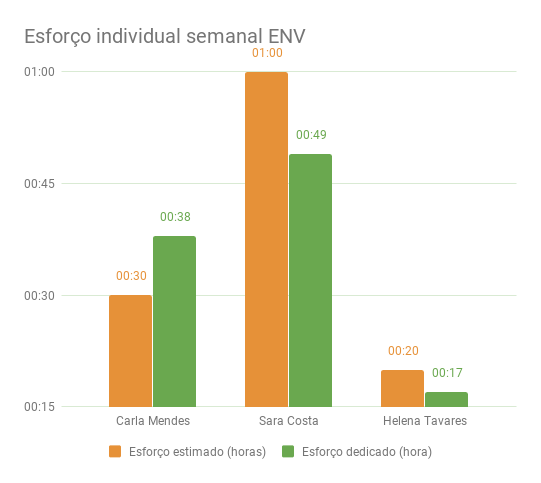 Esforço individual semanal ENV
01:00
01:00
00:49
00:45
00:38
00:30
00:30
00:20
00:17
00:15
Carla Mendes
Sara Costa
Helena Tavares
Esforço estimado (horas)
Esforço dedicado (hora)